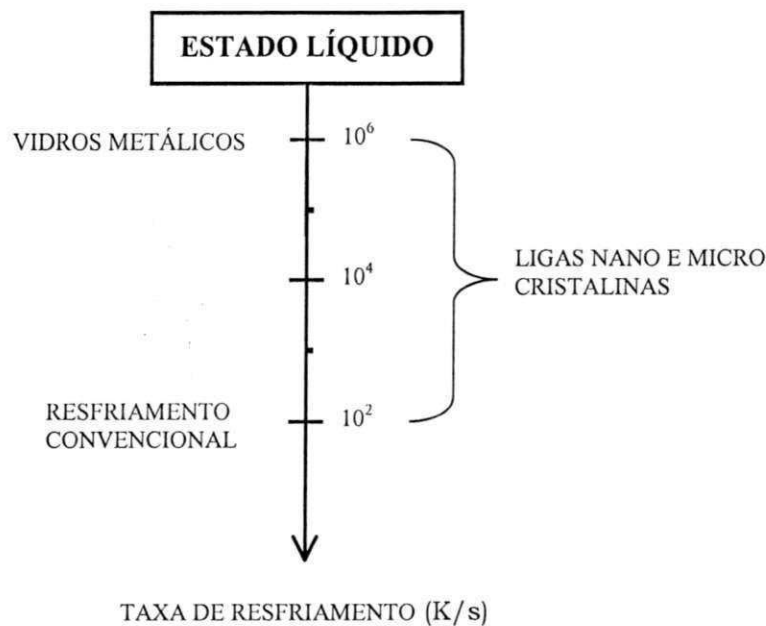 ESTADO LÍQUIDO
VIDROS METÁLICOS
10⁶
10⁴
LIGAS NANO E MICRO
CRISTALINAS
RESFRIAMENTO
CONVENCIONAL
10²
TAXA DE RESFRIAMENTO (K/s)